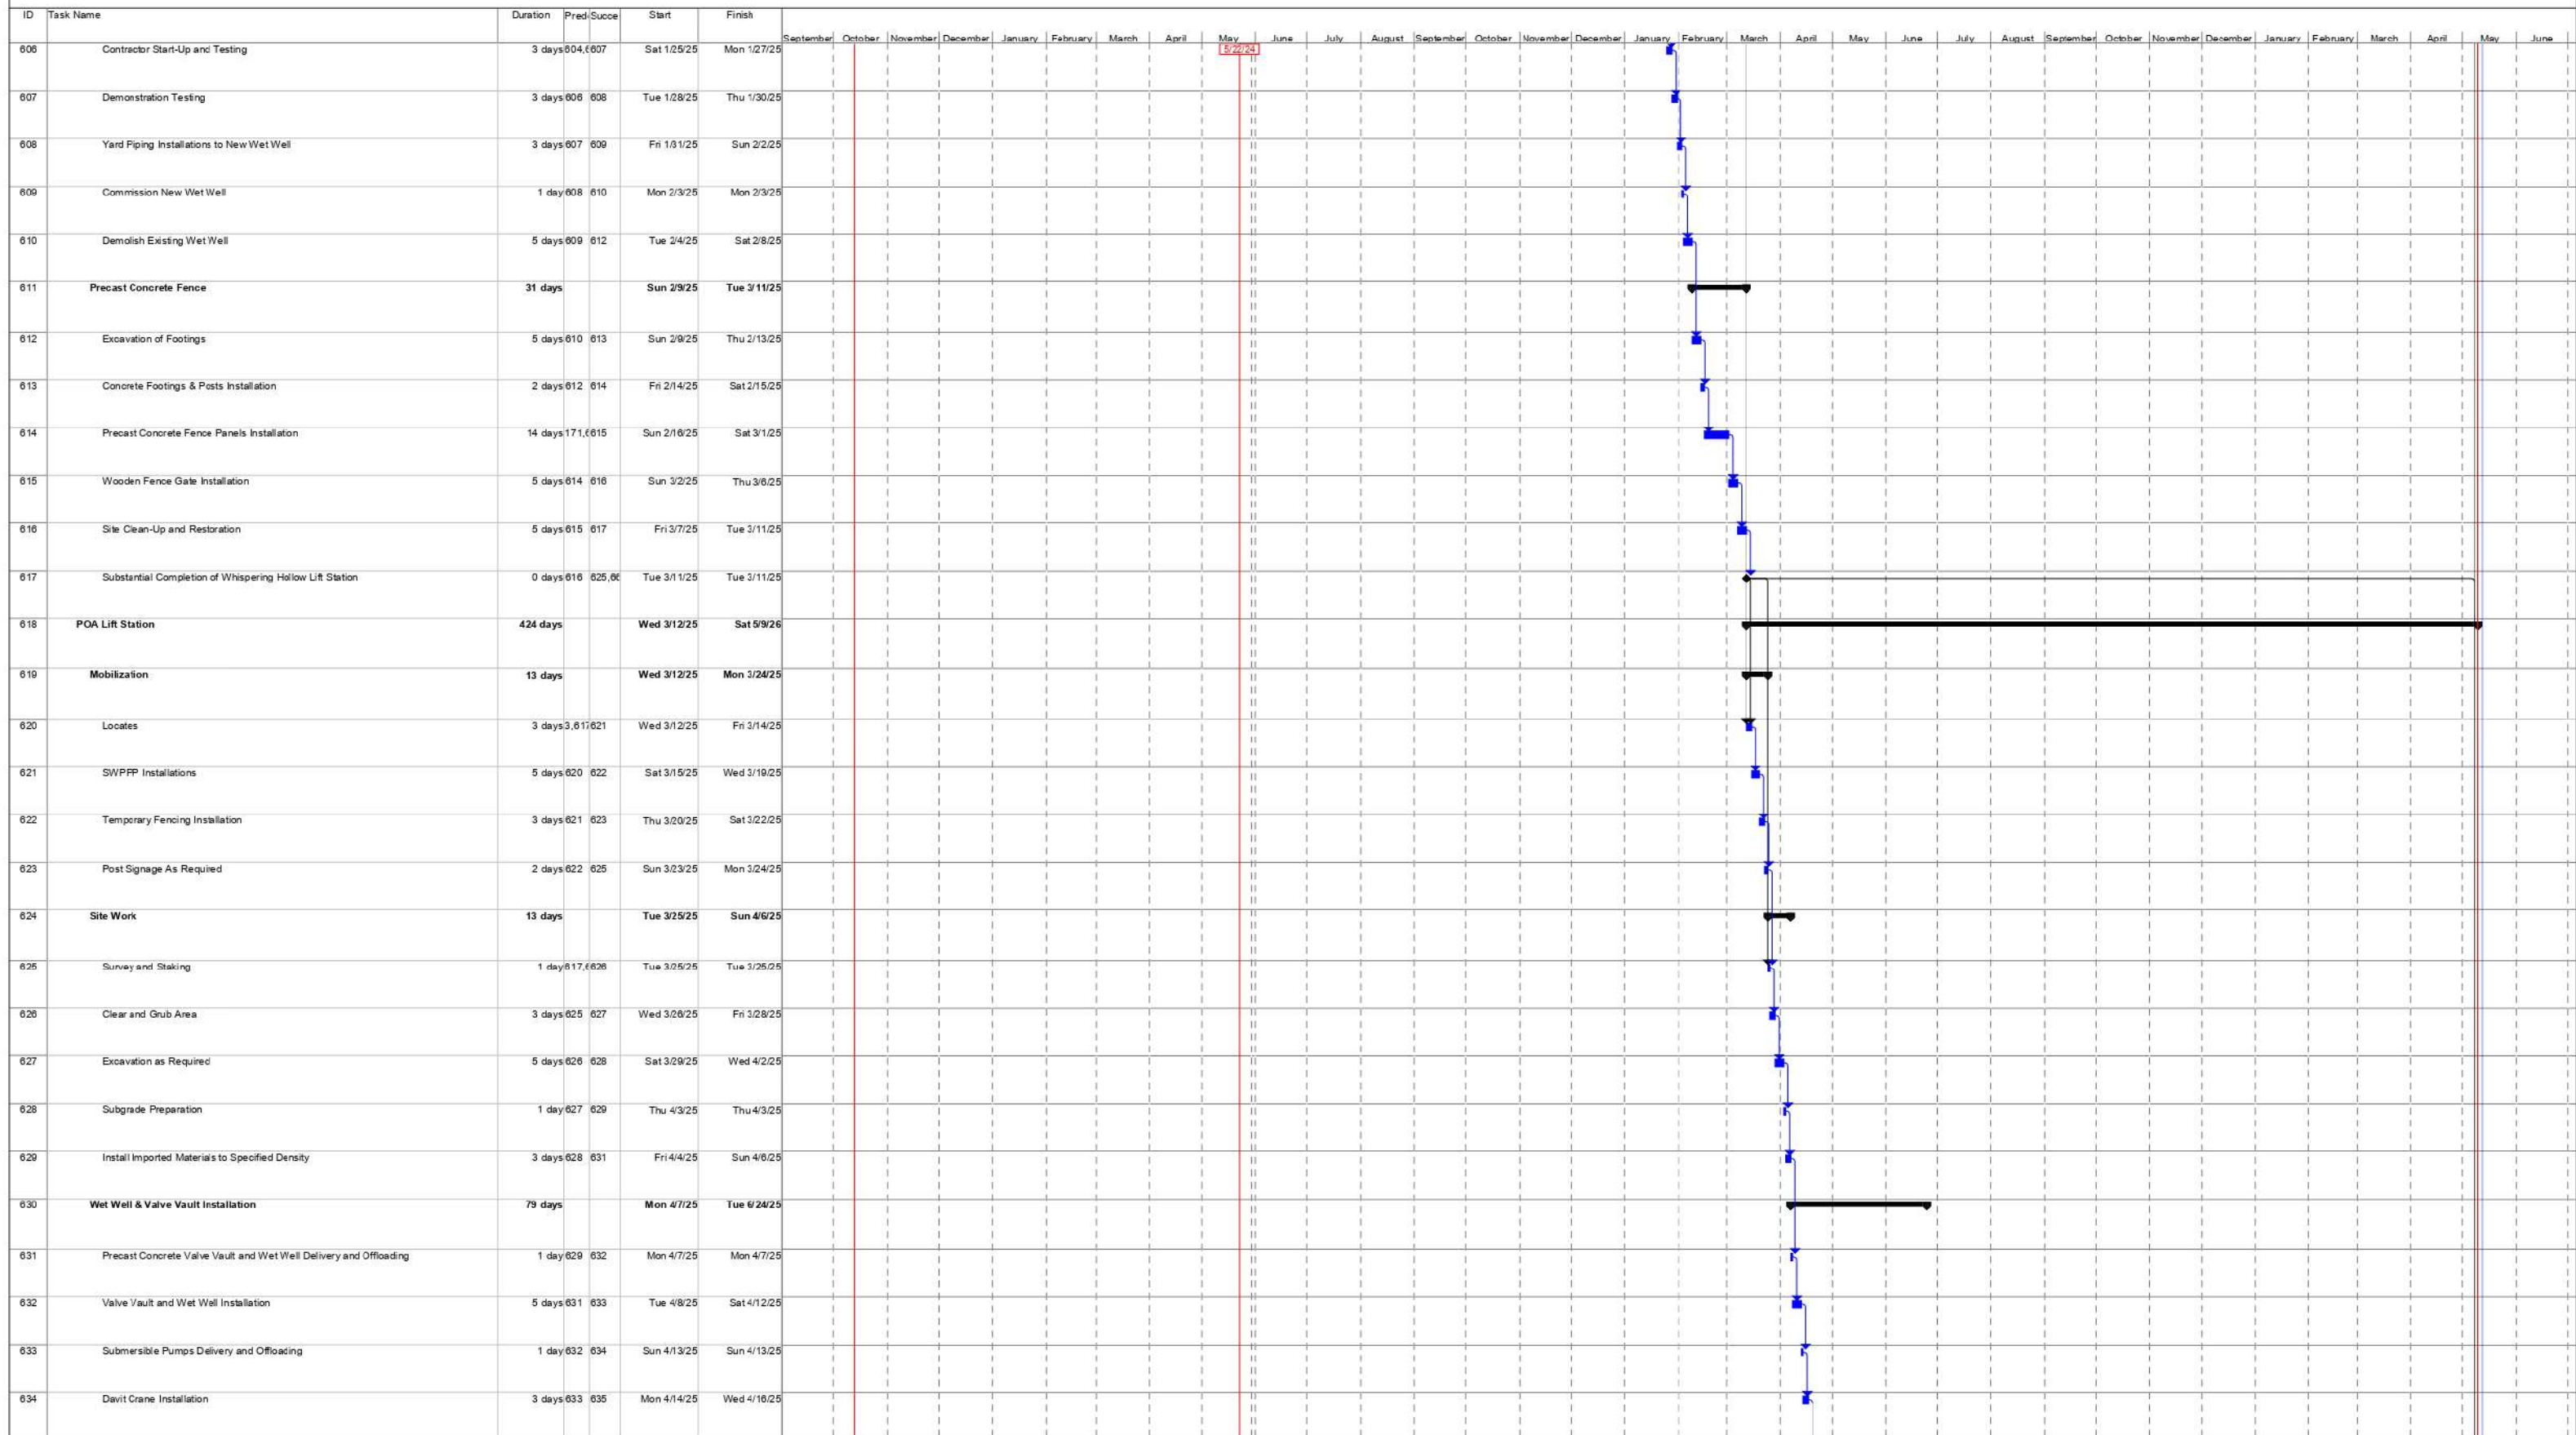 ID Task Name Duration Pred Succe Start Finish
September October November December January February March April May June July August September October November December January February March April May June July August September October November December January February March April May June
5/22/24
606 Contractor Start-Up and Testing 3 days 604,6 607 Sat 1/25/25 Mon 1/27/25
607 Demonstration Testing 3 days 606 608 Tue 1/28/25 Thu 1/30/25
608 Yard Piping Installations to New Wet Well 3 days 607 609 Fri 1/31/25 Sun 2/2/25
609 Commission New Wet Well 1 day 608 610 Mon 2/3/25 Mon 2/3/25
610 Demolish Existing Wet Well 5 days 609 612 Tue 2/4/25 Sat 2/8/25
611 Precast Concrete Fence 31 days Sun 2/9/25 Tue 3/11/25
612 Excavation of Footings 5 days 610 613 Sun 2/9/25 Thu 2/13/25
613 Concrete Footings & Posts Installation 2 days 612 614 Fri 2/14/25 Sat 2/15/25
614 Precast Concrete Fence Panels Installation 14 days 171,6 615 Sun 2/16/25 Sat 3/1/25
615 Wooden Fence Gate Installation 5 days 614 616 Sun 3/2/25 Thu 3/6/25
616 Site Clean-Up and Restoration 5 days 615 617 Fri 3/7/25 Tue 3/11/25
617 Substantial Completion of Whispering Hollow Lift Station 0 days 616 625,66 Tue 3/11/25 Tue 3/11/25
618 POA Lift Station 424 days Wed 3/12/25 Sat 5/9/26
619 Mobilization 13 days Wed 3/12/25 Mon 3/24/25
620 Locates 3 days 3,617 621 Wed 3/12/25 Fri 3/14/25
621 SWPPP Installations 5 days 620 622 Sat 3/15/25 Wed 3/19/25
622 Temporary Fencing Installation 3 days 621 623 Thu 3/20/25 Sat 3/22/25
623 Post Signage As Required 2 days 622 625 Sun 3/23/25 Mon 3/24/25
624 Site Work 13 days Tue 3/25/25 Sun 4/6/25
625 Survey and Staking 1 day 617,6 626 Tue 3/25/25 Tue 3/25/25
626 Clear and Grub Area 3 days 625 627 Wed 3/26/25 Fri 3/28/25
627 Excavation as Required 5 days 626 628 Sat 3/29/25 Wed 4/2/25
628 Subgrade Preparation 1 day 627 629 Thu 4/3/25 Thu 4/3/25
629 Install Imported Materials to Specified Density 3 days 628 631 Fri 4/4/25 Sun 4/6/25
630 Wet Well & Valve Vault Installation 79 days Mon 4/7/25 Tue 6/24/25
631 Precast Concrete Valve Vault and Wet Well Delivery and Offloading 1 day 629 632 Mon 4/7/25 Mon 4/7/25
632 Valve Vault and Wet Well Installation 5 days 631 633 Tue 4/8/25 Sat 4/12/25
633 Submersible Pumps Delivery and Offloading 1 day 632 634 Sun 4/13/25 Sun 4/13/25
634 Davit Crane Installation 3 days 633 635 Mon 4/14/25 Wed 4/16/25